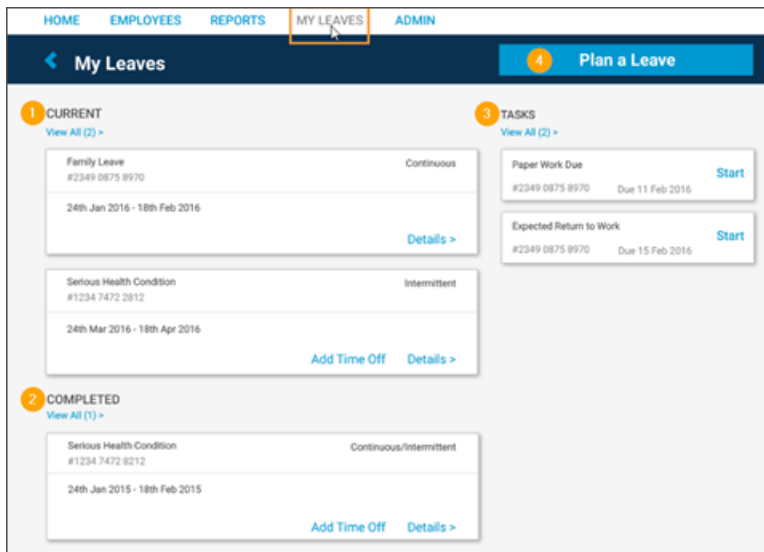 HOME EMPLOYEES REPORTS MY LEAVES ADMIN
My Leaves
4 Plan a Leave
1 CURRENT
View All (2) >
Family Leave Continuous
#2349 0875 8970
24th Jan 2016 - 18th Feb 2016
Details >
Serious Health Condition Intermittent
#1234 7472 2812
24th Mar 2016 - 18th Apr 2016
Add Time Off Details >
2 COMPLETED
View All (1) >
Serious Health Condition Continuous/Intermittent
#1234 7472 8212
24th Jan 2015 - 18th Feb 2015
Add Time Off Details >
3 TASKS
View All (2) >
Paper Work Due Start
#2349 0875 8970 Due 11 Feb 2016
Expected Return to Work Start
#2349 0875 8970 Due 15 Feb 2016